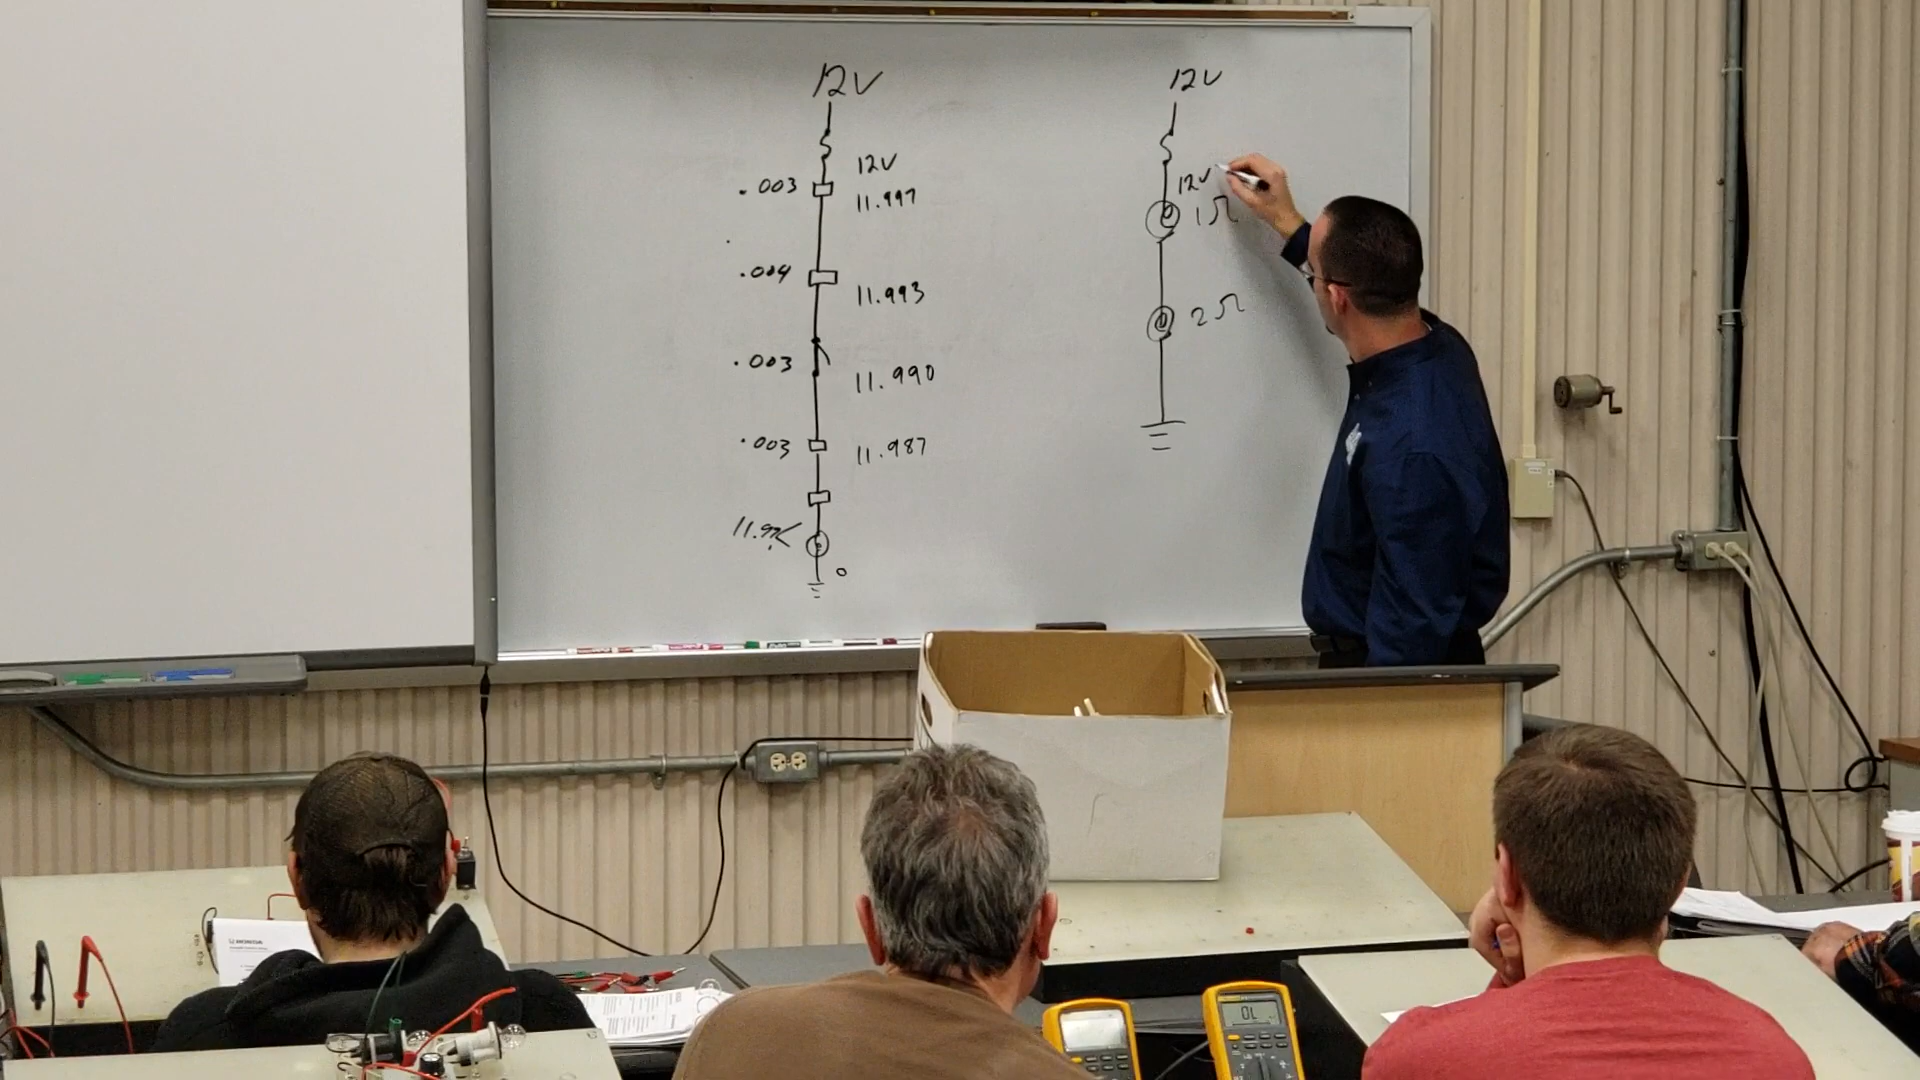 12V
12V
.003
11.997
.004
11.993
.003
11.990
.003
11.987
0
12V
12V
1Ω
2Ω
HONDA
OL